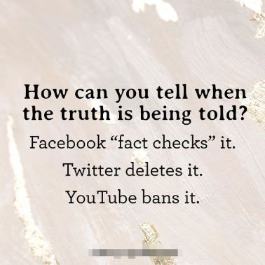 How can you tell when
the truth is being told?
Facebook “fact checks” it.
Twitter deletes it.
YouTube bans it.